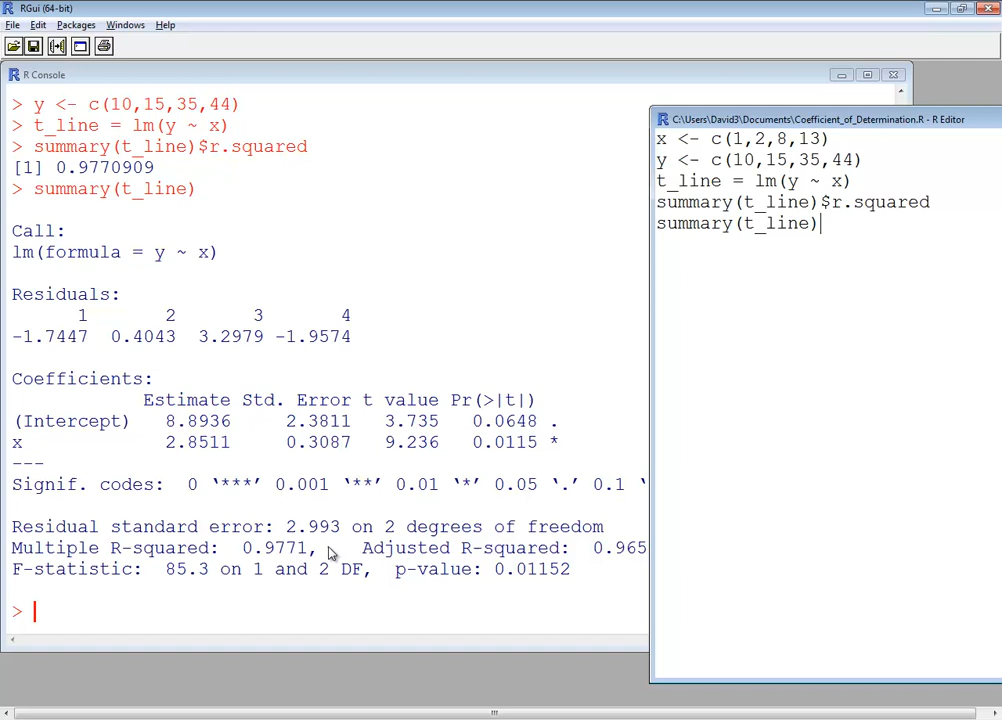 RGui (64-bit)
File Edit Packages Windows Help
R Console
> y <- c(10,15,35,44)
> t_line = lm(y ~ x)
> summary(t_line)$r.squared
[1] 0.9770909
> summary(t_line)
Call:
lm(formula = y ~ x)
Residuals:
1 2 3 4
-1.7447 0.4043 3.2979 -1.9574
Coefficients:
Estimate Std. Error t value Pr(>|t|)
(Intercept) 8.8936 2.3811 3.735 0.0648 .
x 2.8511 0.3087 9.236 0.0115 *
---
Signif. codes: 0 ‘***’ 0.001 ‘**’ 0.01 ‘*’ 0.05 ‘.’ 0.1 ‘
Residual standard error: 2.993 on 2 degrees of freedom
Multiple R-squared: 0.9771, Adjusted R-squared: 0.965
F-statistic: 85.3 on 1 and 2 DF, p-value: 0.01152
>
C:\Users\David3\Documents\Coefficient_of_Determination.R - R Editor
x <- c(1,2,8,13)
y <- c(10,15,35,44)
t_line = lm(y ~ x)
summary(t_line)$r.squared
summary(t_line)